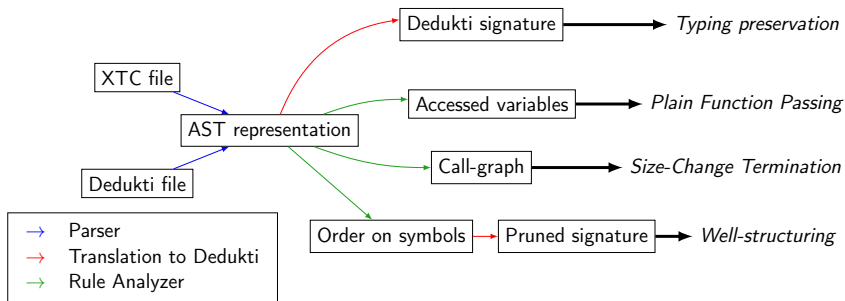 Dedukti signature
Typing preservation
XTC file
Accessed variables
Plain Function Passing
AST representation
Call-graph
Size-Change Termination
Dedukti file
Order on symbols
Pruned signature
Well-structuring
Parser
Translation to Dedukti
Rule Analyzer